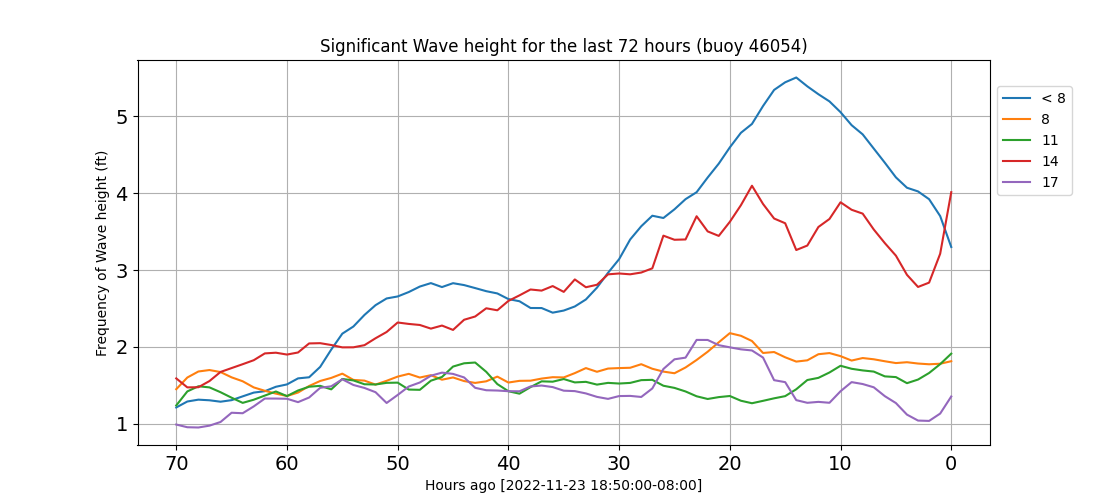 Significant Wave height for the last 72 hours (buoy 46054)
Frequency of Wave height (ft)
5
4
3
2
1
70 60 50 40 30 20 10 0
Hours ago [2022-11-23 18:50:00-08:00]
< 8
8
11
14
17